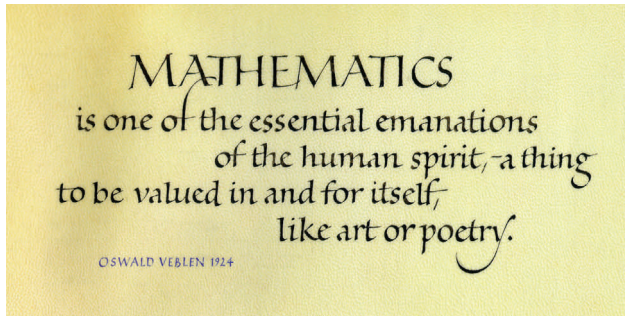 MATHEMATICS
is one of the essential emanations
of the human spirit,-a thing
to be valued in and for itself,
like art or poetry.
OSWALD VEBLEN 1924